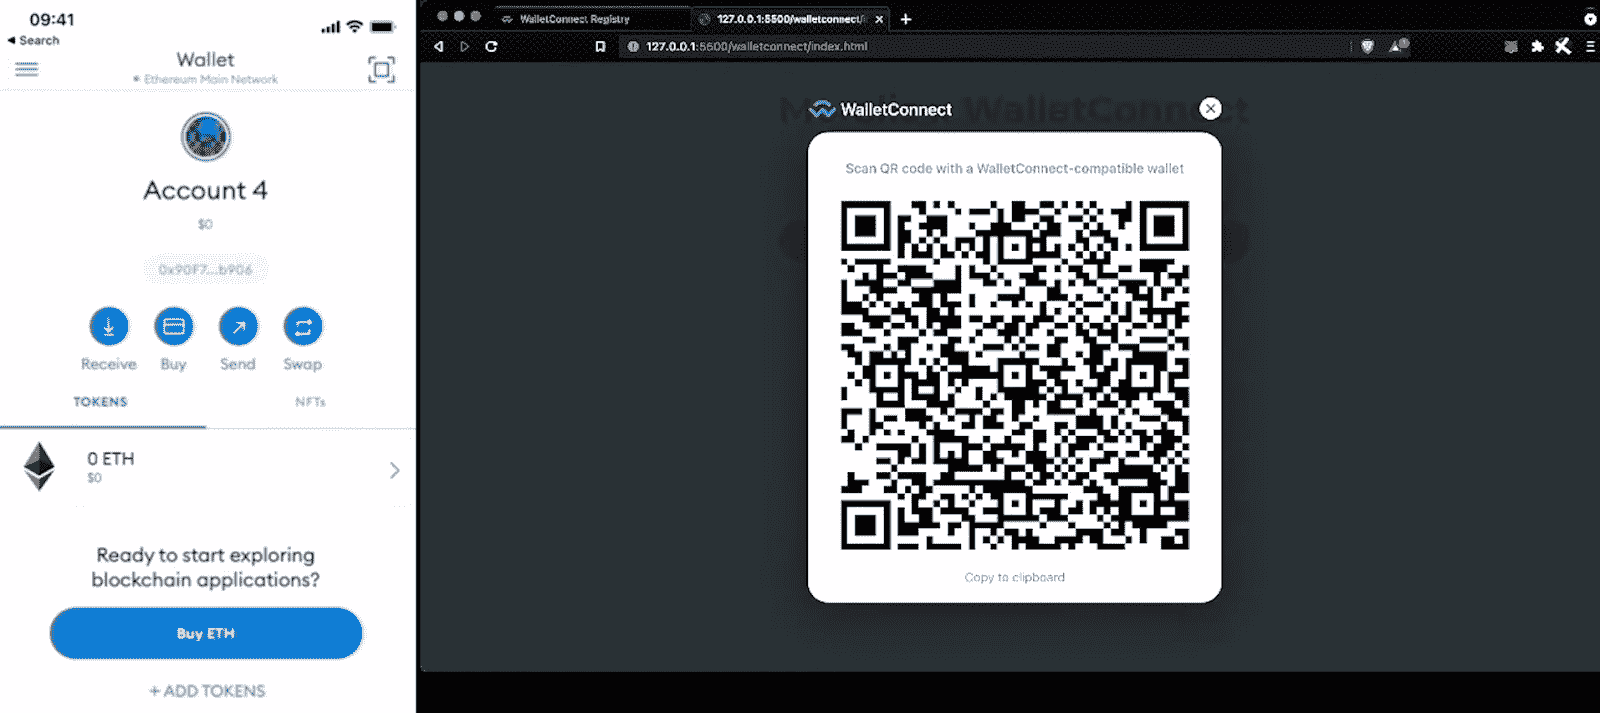 09:41
Search
Wallet
Ethereum Main Network
Account 4
$0
0x90F7...b906
Receive
Buy
Send
Swap
TOKENS
NFTs
0 ETH
$0
Ready to start exploring
blockchain applications?
Buy ETH
+ ADD TOKENS
WalletConnect Registry
127.0.0.1:5500/walletconnect/
127.0.0.1:5500/walletconnect/index.html
WalletConnect
WalletConnect
Scan QR code with a WalletConnect-compatible wallet
Copy to clipboard